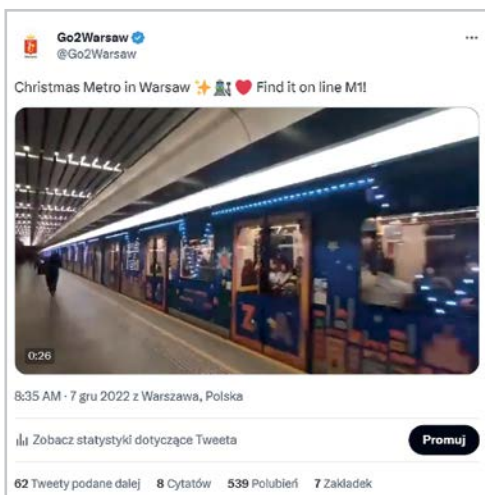 Go2Warsaw
@Go2Warsaw
Christmas Metro in Warsaw ✨🚉❤️ Find it on line M1!
0:26
8:35 AM · 7 gru 2022 z Warszawa, Polska
Zobacz statystyki dotyczące Tweeta
Promuj
62 Tweety podane dalej 8 Cytatów 539 Polubień 7 Zakładek